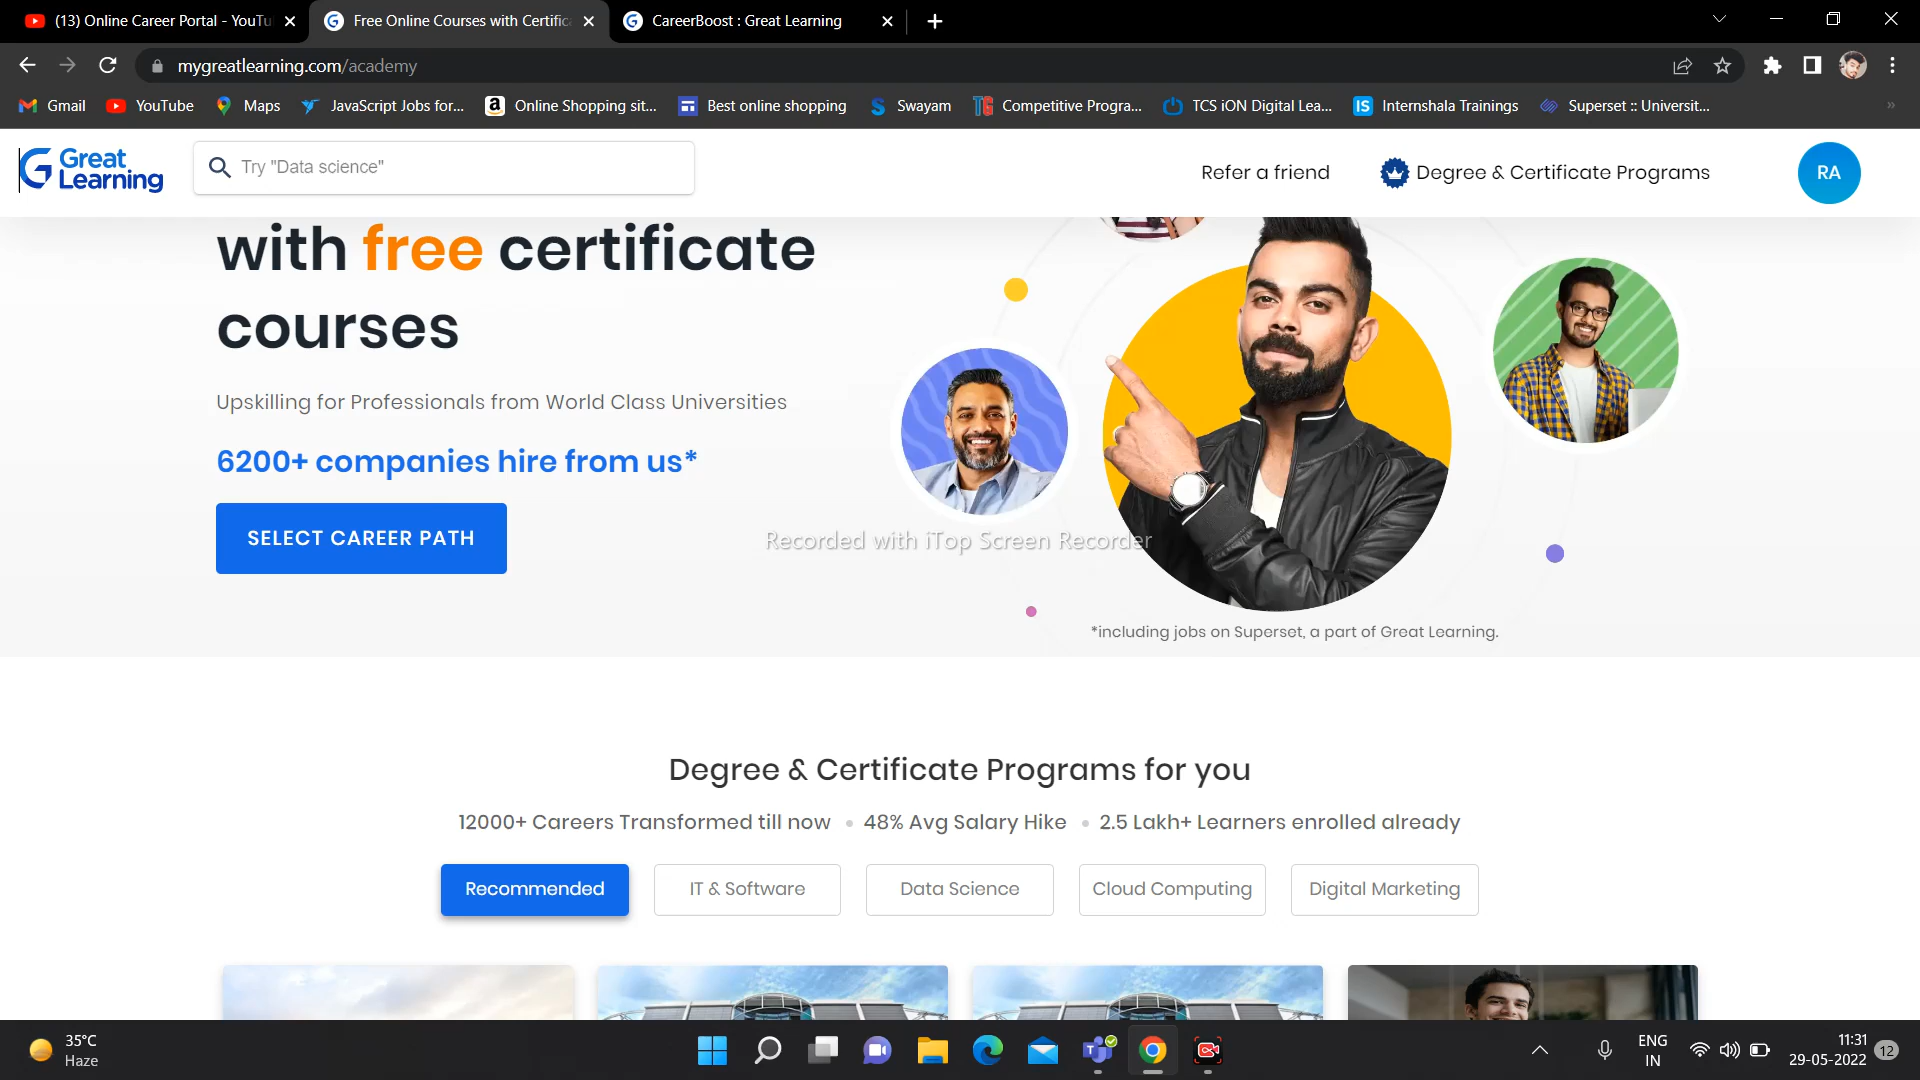 (13) Online Career Portal - YouTu
Free Online Courses with Certific
CareerBoost : Great Learning
mygreatlearning.com/academy
Gmail
YouTube
Maps
JavaScript Jobs for...
Online Shopping sit...
Best online shopping
Swayam
Competitive Progra...
TCS iON Digital Lea...
Internshala Trainings
Superset :: Universit...
Great
Learning
Try "Data science"
Refer a friend
Degree & Certificate Programs
RA
with free certificate
courses
Upskilling for Professionals from World Class Universities
6200+ companies hire from us*
SELECT CAREER PATH
Recorded with iTop Screen Recorder
*including jobs on Superset, a part of Great Learning.
Degree & Certificate Programs for you
12000+ Careers Transformed till now • 48% Avg Salary Hike • 2.5 Lakh+ Learners enrolled already
Recommended
IT & Software
Data Science
Cloud Computing
Digital Marketing
35°C
Haze
ENG
IN
11:31
29-05-2022
12